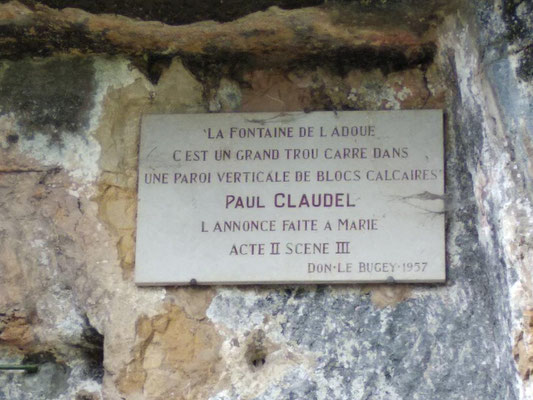 "LA FONTAINE DE L ADOUE
C EST UN GRAND TROU CARRE DANS
UNE PAROI VERTICALE DE BLOCS CALCAIRES"
PAUL CLAUDEL
L ANNONCE FAITE A MARIE
ACTE II SCENE III
DON·LE BUGEY·1957